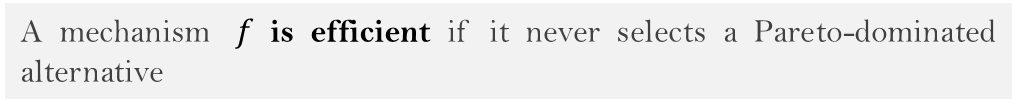 A mechanism f is efficient if it never selects a Pareto-dominated
alternative